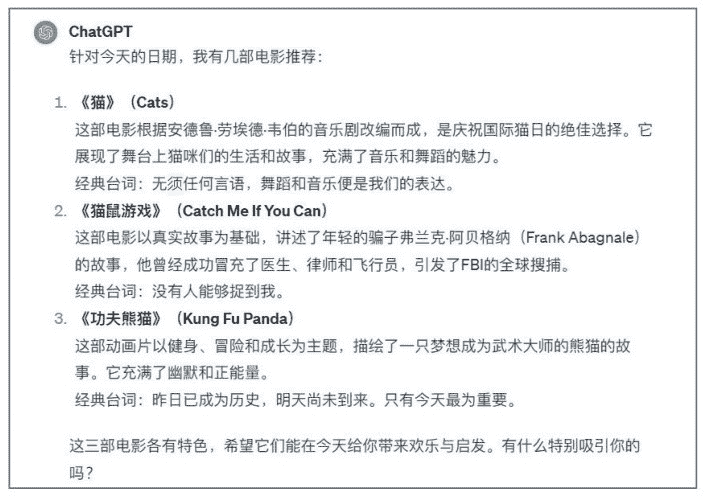 ChatGPT
针对今天的日期，我有几部电影推荐：
1. 《猫》（Cats）
这部电影根据安德鲁·劳埃德·韦伯的音乐剧改编而成，是庆祝国际猫日的绝佳选择。它
展现了舞台上猫咪们的生活和故事，充满了音乐和舞蹈的魅力。
经典台词：无须任何言语，舞蹈和音乐便是我们的表达。
2. 《猫鼠游戏》（Catch Me If You Can）
这部电影以真实故事为基础，讲述了年轻的骗子弗兰克·阿贝格纳（Frank Abagnale）
的故事，他曾经成功冒充了医生、律师和飞行员，引发了FBI的全球搜捕。
经典台词：没有人能够捉到我。
3. 《功夫熊猫》（Kung Fu Panda）
这部动画片以健身、冒险和成长为主题，描绘了一只梦想成为武术大师的熊猫的故
事。它充满了幽默和正能量。
经典台词：昨日已成为历史，明天尚未到来。只有今天最为重要。
这三部电影各有特色，希望它们能在今天给你带来欢乐与启发。有什么特别吸引你的
吗？